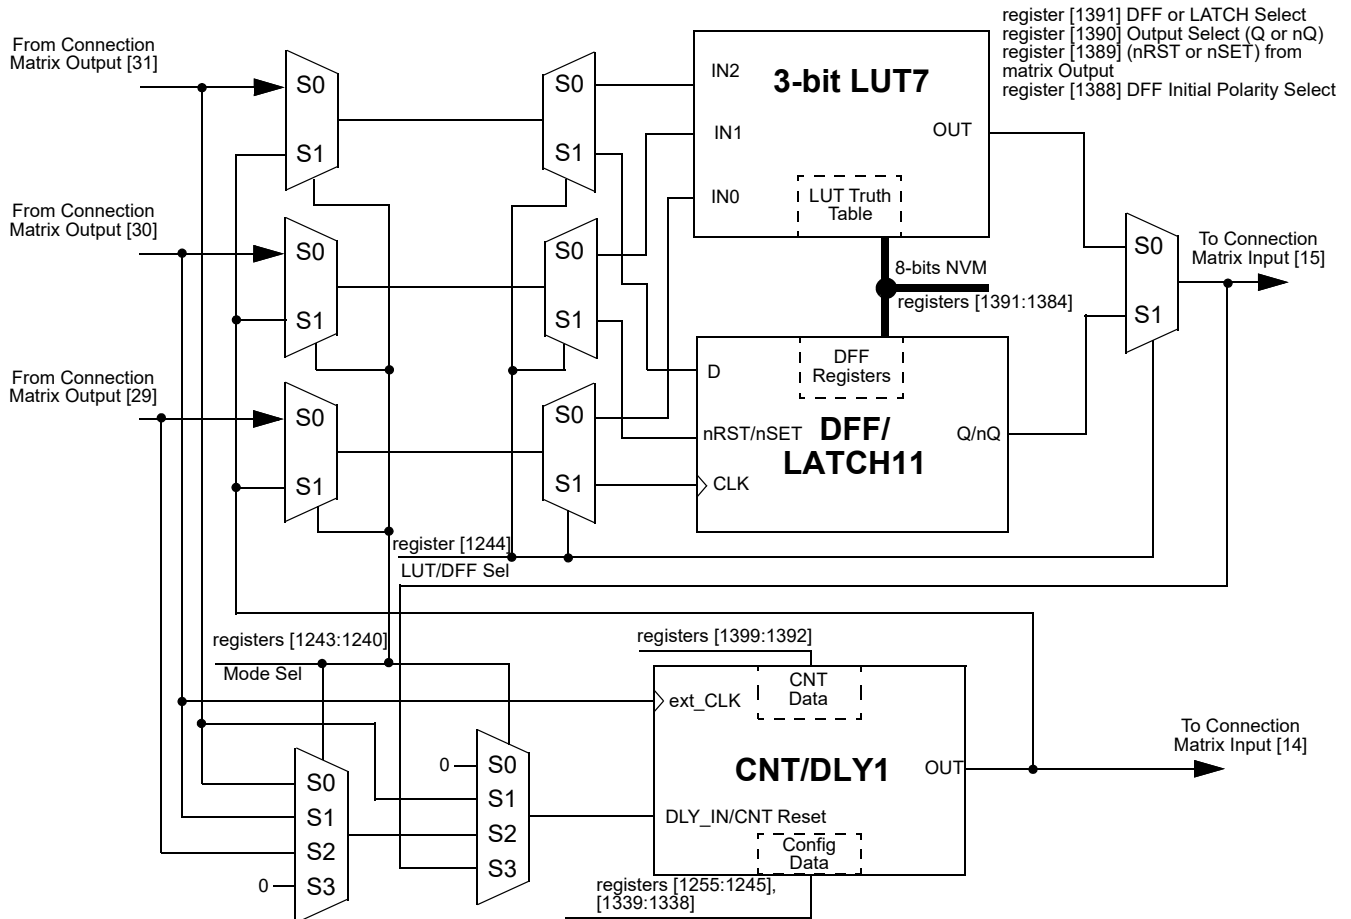 register [1391] DFF or LATCH Select
register [1390] Output Select (Q or nQ)
register [1389] (nRST or nSET) from
matrix Output
register [1388] DFF Initial Polarity Select
From Connection
Matrix Output [31]
S0
S1
S0
S1
IN2
IN1
IN0
3-bit LUT7
OUT
LUT Truth
Table
From Connection
Matrix Output [30]
S0
S1
S0
S1
8-bits NVM
registers [1391:1384]
S0
S1
To Connection
Matrix Input [15]
From Connection
Matrix Output [29]
S0
S1
S0
S1
D
nRST/nSET
CLK
DFF
Registers
DFF/
LATCH11
Q/nQ
register [1244]
LUT/DFF Sel
registers [1243:1240]
Mode Sel
registers [1399:1392]
ext_CLK
CNT
Data
CNT/DLY1
OUT
To Connection
Matrix Input [14]
DLY_IN/CNT Reset
Config
Data
S0
S1
S2
0
S3
0
S0
S1
S2
S3
registers [1255:1245],
[1339:1338]